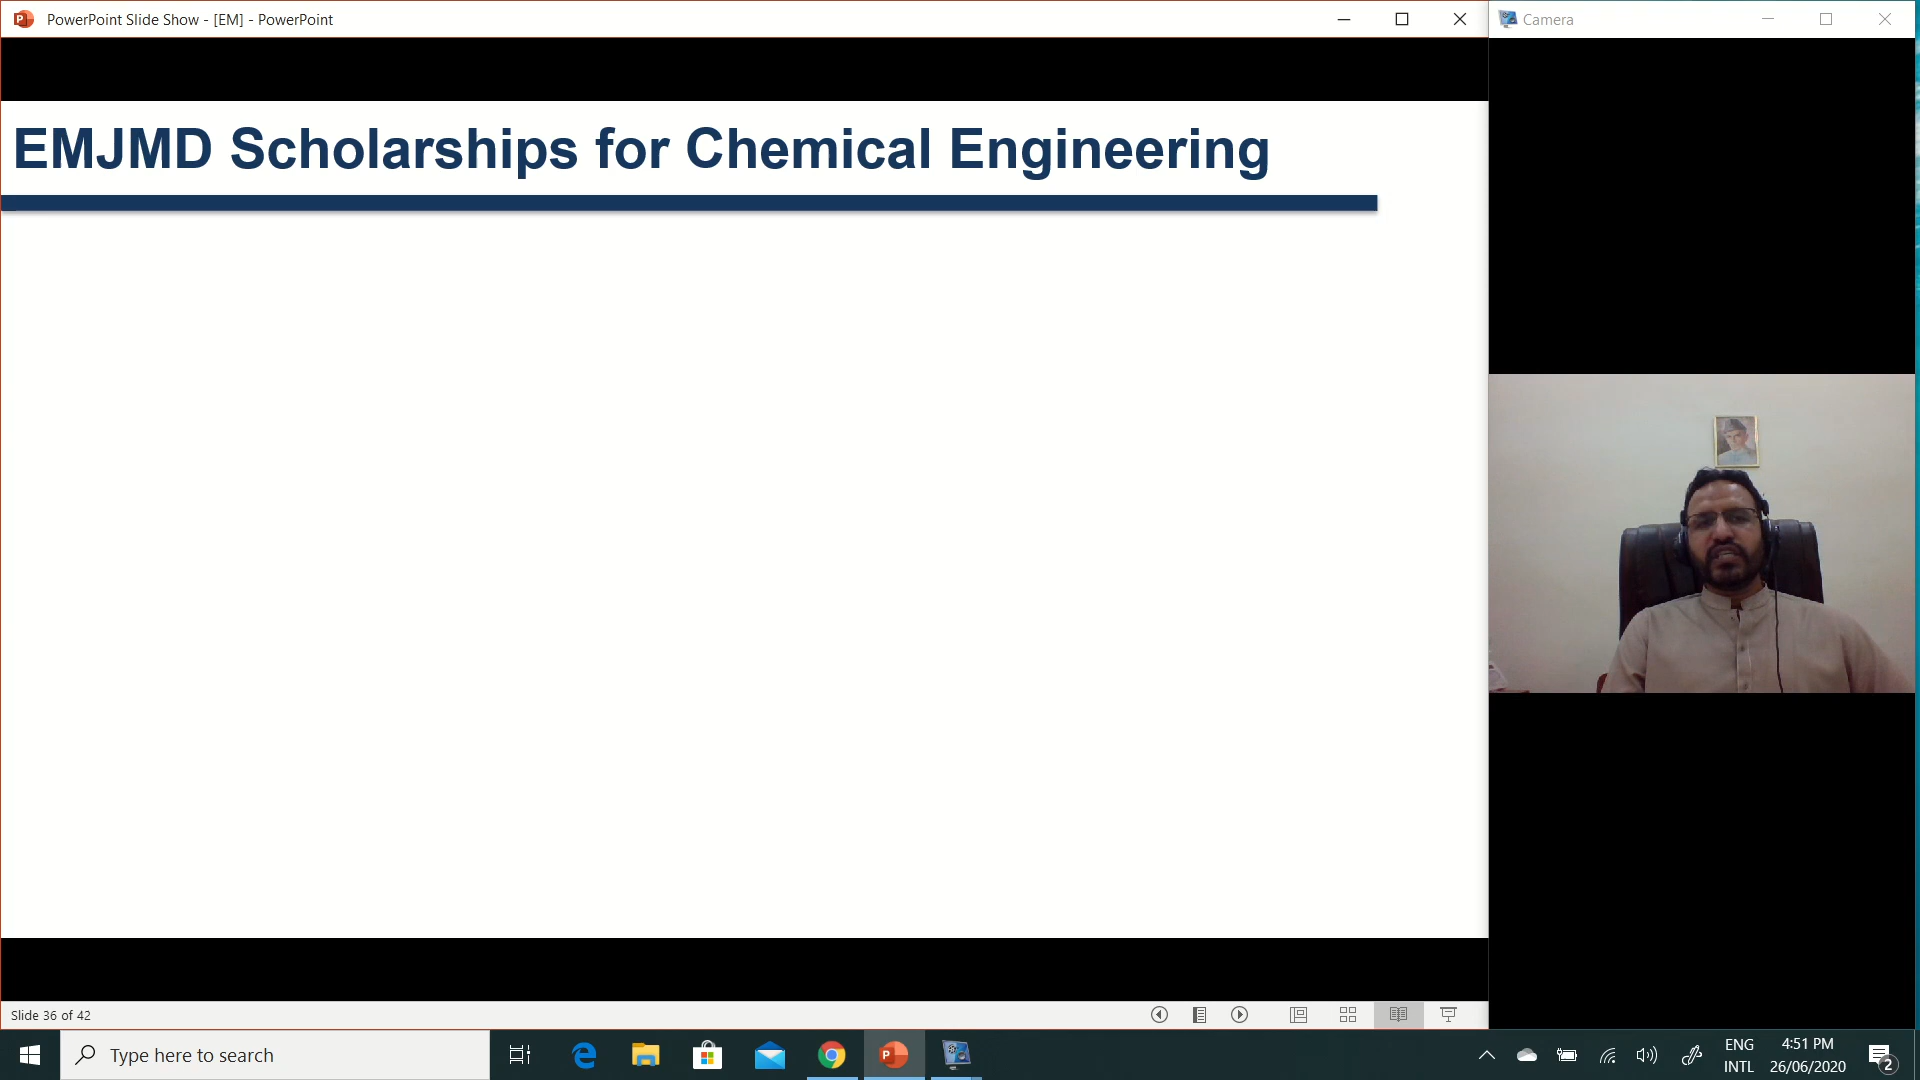 PowerPoint Slide Show - [EM] - PowerPoint
Camera
EMJMD Scholarships for Chemical Engineering
Slide 36 of 42
Type here to search
ENG
INTL
4:51 PM
26/06/2020
2